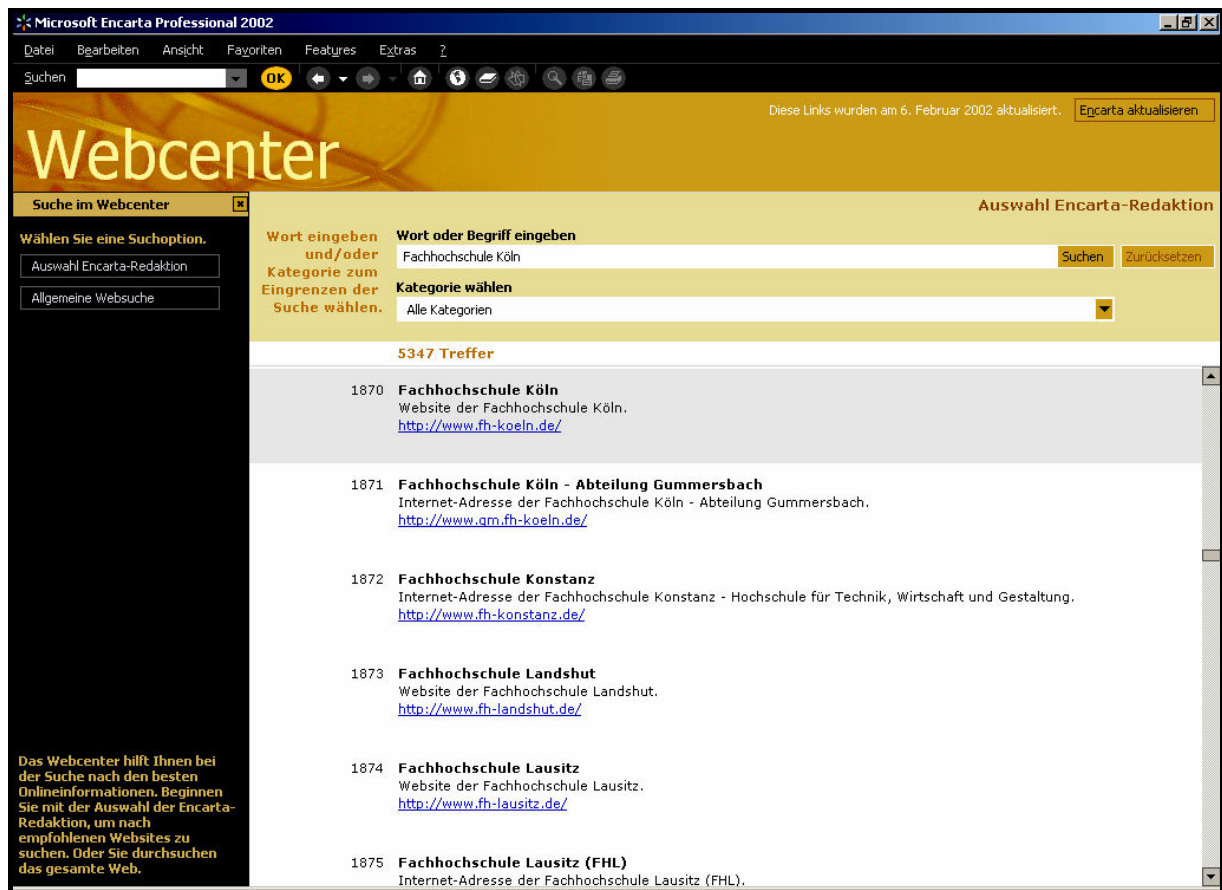 Microsoft Encarta Professional 2002
Datei Bearbeiten Ansicht Favoriten Features Extras ?
Suchen OK
Diese Links wurden am 6. Februar 2002 aktualisiert. Encarta aktualisieren
Webcenter
Suche im Webcenter
Auswahl Encarta-Redaktion
Wählen Sie eine Suchoption.
Auswahl Encarta-Redaktion
Allgemeine Websuche
Wort eingeben
und/oder
Kategorie zum
Eingrenzen der
Suche wählen.
Wort oder Begriff eingeben
Fachhochschule Köln Suchen Zurücksetzen
Kategorie wählen
Alle Kategorien
5347 Treffer
1870 Fachhochschule Köln
Website der Fachhochschule Köln.
http://www.fh-koeln.de/
1871 Fachhochschule Köln - Abteilung Gummersbach
Internet-Adresse der Fachhochschule Köln - Abteilung Gummersbach.
http://www.gm.fh-koeln.de/
1872 Fachhochschule Konstanz
Internet-Adresse der Fachhochschule Konstanz - Hochschule für Technik, Wirtschaft und Gestaltung.
http://www.fh-konstanz.de/
1873 Fachhochschule Landshut
Website der Fachhochschule Landshut.
http://www.fh-landshut.de/
1874 Fachhochschule Lausitz
Website der Fachhochschule Lausitz.
http://www.fh-lausitz.de/
1875 Fachhochschule Lausitz (FHL)
Internet-Adresse der Fachhochschule Lausitz (FHL).
Das Webcenter hilft Ihnen bei
der Suche nach den besten
Onlineinformationen. Beginnen
Sie mit der Auswahl der Encarta-
Redaktion, um nach
empfohlenen Websites zu
suchen. Oder Sie durchsuchen
das gesamte Web.